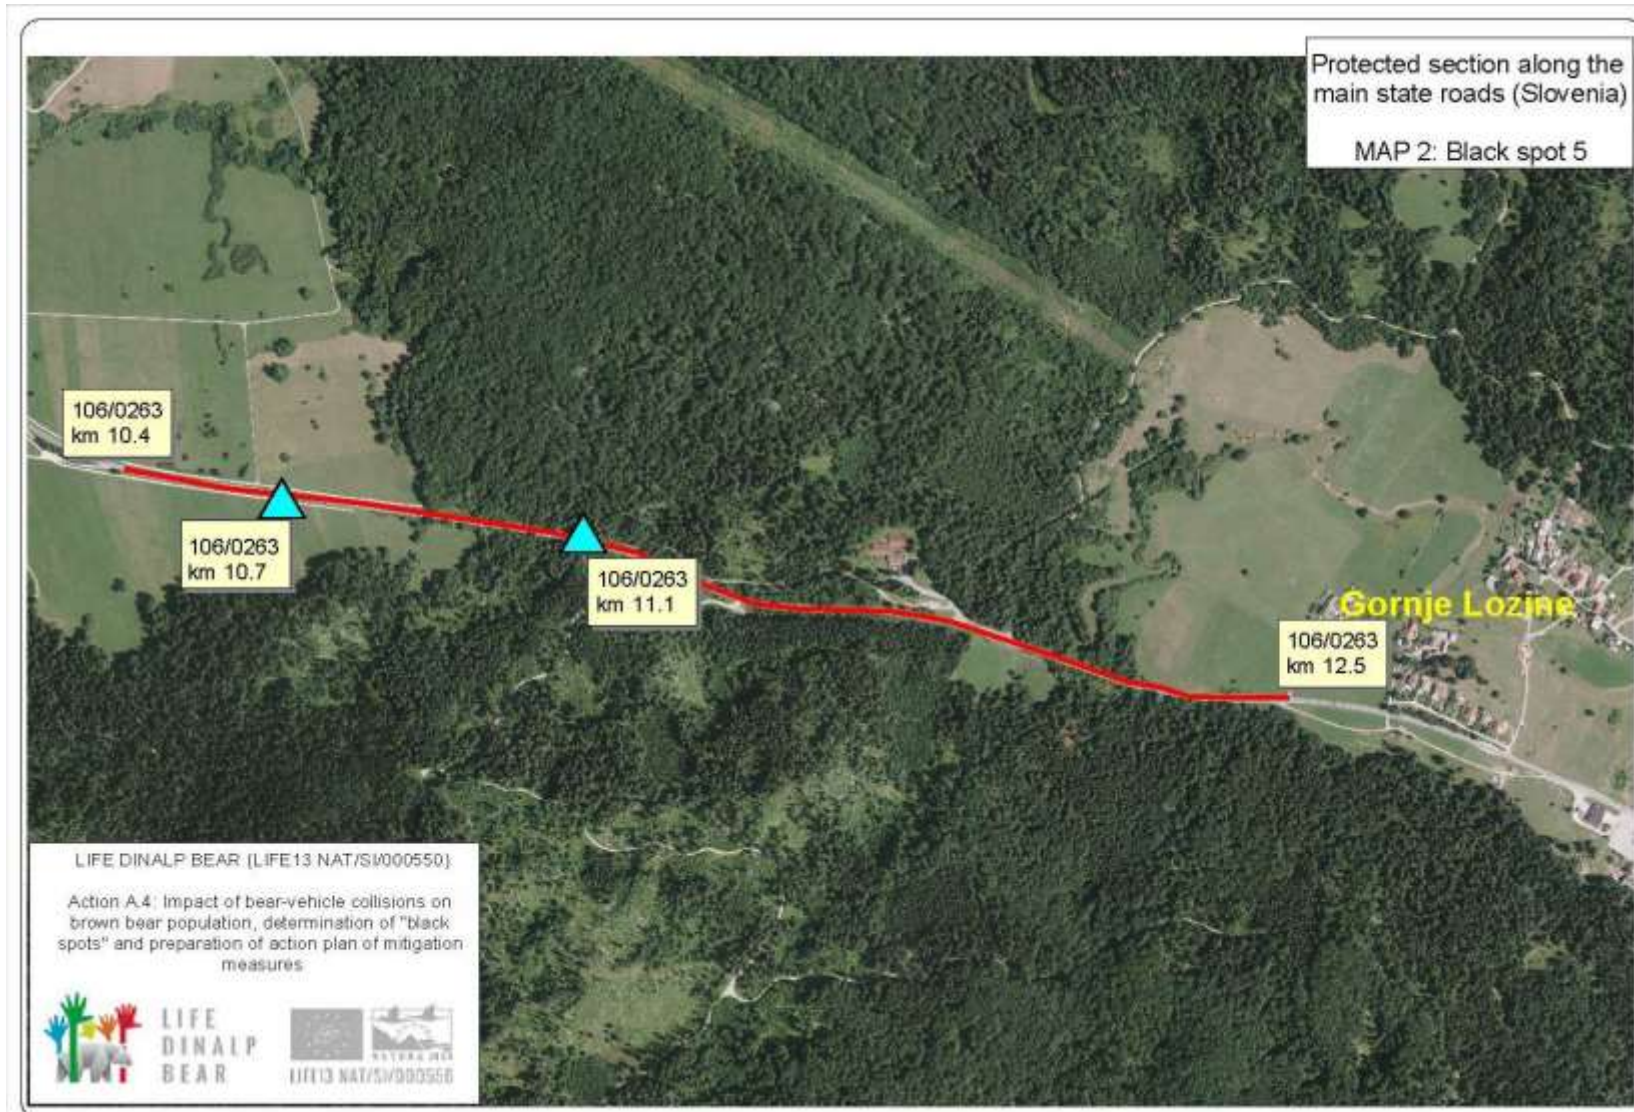 Protected section along the
main state roads (Slovenia)
MAP 2: Black spot 5
106/0263
km 10.4
106/0263
km 10.7
106/0263
km 11.1
Gornje Lozine
106/0263
km 12.5
LIFE DINALP BEAR (LIFE13 NAT/SI/000550)
Action A.4: Impact of bear-vehicle collisions on
brown bear population, determination of "black
spots" and preparation of action plan of mitigation
measures
LIFE
DINALP
BEAR
NATURA 2000
LIFE13 NAT/SI/000550